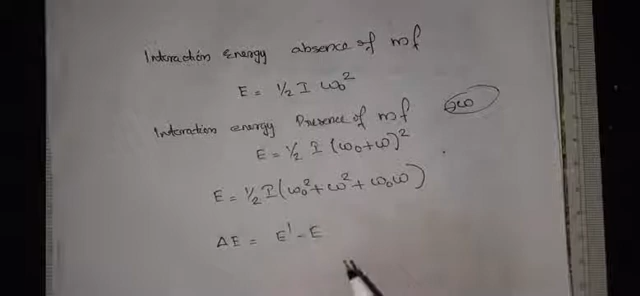 Interaction Energy absence of mf
E = 1/2 I ω₀²
Interaction energy Presence of mf
E = 1/2 I (ω₀+ω)²
E = 1/2 I (ω₀²+ω²+ω₀ω)
ΔE = E' - E